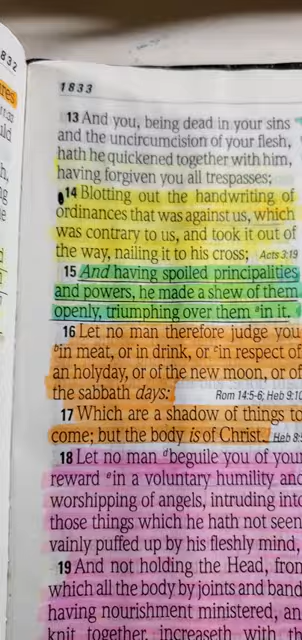 832
1833
13 And you, being dead in your sins
and the uncircumcision of your flesh,
hath he quickened together with him,
having forgiven you all trespasses;
14 Blotting out the handwriting of
ordinances that was against us, which
was contrary to us, and took it out of
the way, nailing it to his cross; Acts 3:19
15 And having spoiled principalities
and powers, he made a shew of them
openly, triumphing over them a in it.
16 Let no man therefore judge you
b in meat, or in drink, or c in respect of
an holyday, or of the new moon, or of
the sabbath days: Rom 14:5-6; Heb 9:10
17 Which are a shadow of things to
come; but the body is of Christ. Heb 8:
18 Let no man d beguile you of your
reward e in a voluntary humility and
worshipping of angels, intruding into
those things which he hath not seen
vainly puffed up by his fleshly mind,
19 And not holding the Head, from
which all the body by joints and band
having nourishment ministered, an
knit together, increaseth with th